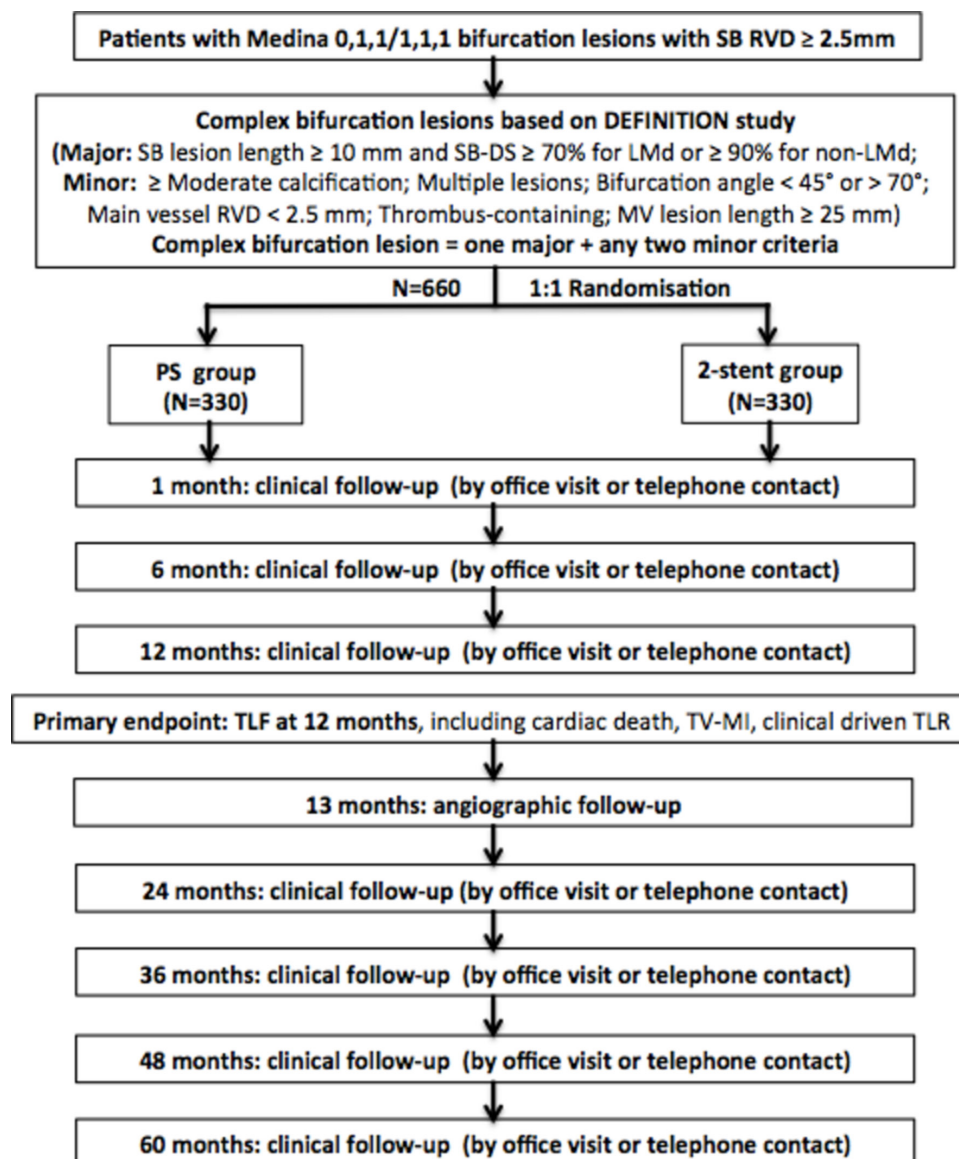 Patients with Medina 0,1,1/1,1,1 bifurcation lesions with SB RVD ≥ 2.5mm
Complex bifurcation lesions based on DEFINITION study
(Major: SB lesion length ≥ 10 mm and SB-DS ≥ 70% for LMd or ≥ 90% for non-LMd;
Minor: ≥ Moderate calcification; Multiple lesions; Bifurcation angle < 45° or > 70°;
Main vessel RVD < 2.5 mm; Thrombus-containing; MV lesion length ≥ 25 mm)
Complex bifurcation lesion = one major + any two minor criteria
N=660 1:1 Randomisation
PS group
(N=330)
2-stent group
(N=330)
1 month: clinical follow-up (by office visit or telephone contact)
6 month: clinical follow-up (by office visit or telephone contact)
12 months: clinical follow-up (by office visit or telephone contact)
Primary endpoint: TLF at 12 months, including cardiac death, TV-MI, clinical driven TLR
13 months: angiographic follow-up
24 months: clinical follow-up (by office visit or telephone contact)
36 months: clinical follow-up (by office visit or telephone contact)
48 months: clinical follow-up (by office visit or telephone contact)
60 months: clinical follow-up (by office visit or telephone contact)